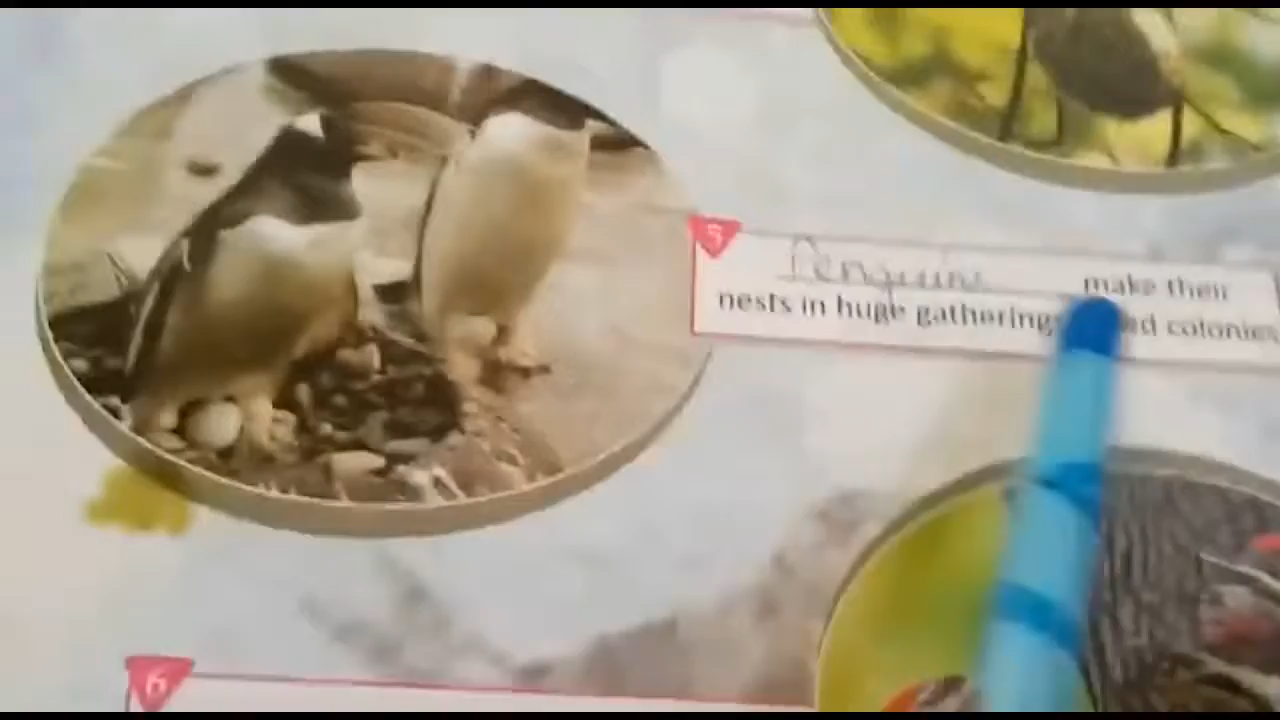 5
Penguins make their
nests in huge gatherings colonies
6